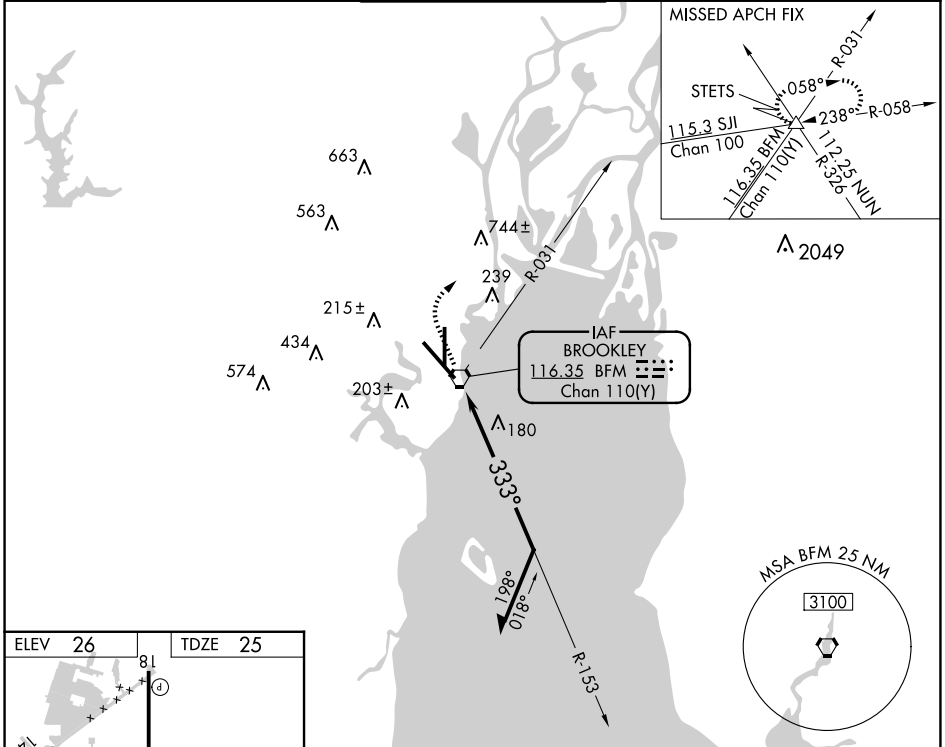 MISSED APCH FIX
R-031
STETS
058°
238°
R-058
115.3 SJI
Chan 100
116.35 BFM
Chan 110(Y)
112.25 NUN
R-326
2049
663
563
744±
R-031
239
215±
434
574
203±
IAF
BROOKLEY
116.35 BFM
Chan 110(Y)
180
333°
198°
018°
R-153
MSA BFM 25 NM
3100
ELEV 26
TDZE 25
18
P
14